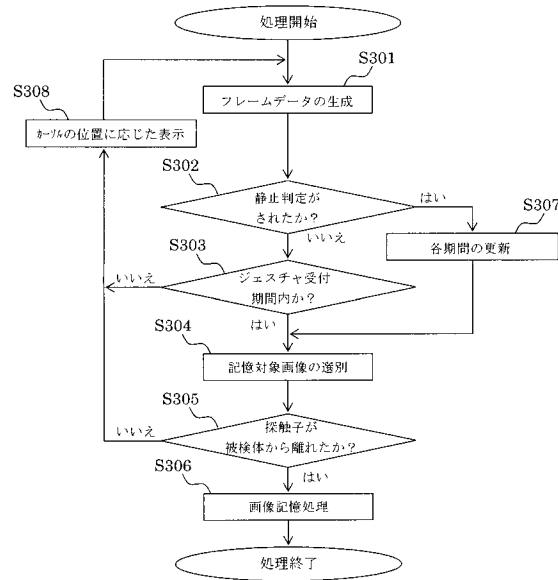 処理開始
S301
フレームデータの生成
S308
カーソルの位置に応じた表示
S302
静止判定が
されたか?
はい
S307
各期間の更新
いいえ
S303
ジェスチャ受付
期間内か?
いいえ
はい
S304
記憶対象画像の選別
S305
探触子が
被検体から離れたか?
いいえ
はい
S306
画像記憶処理
処理終了